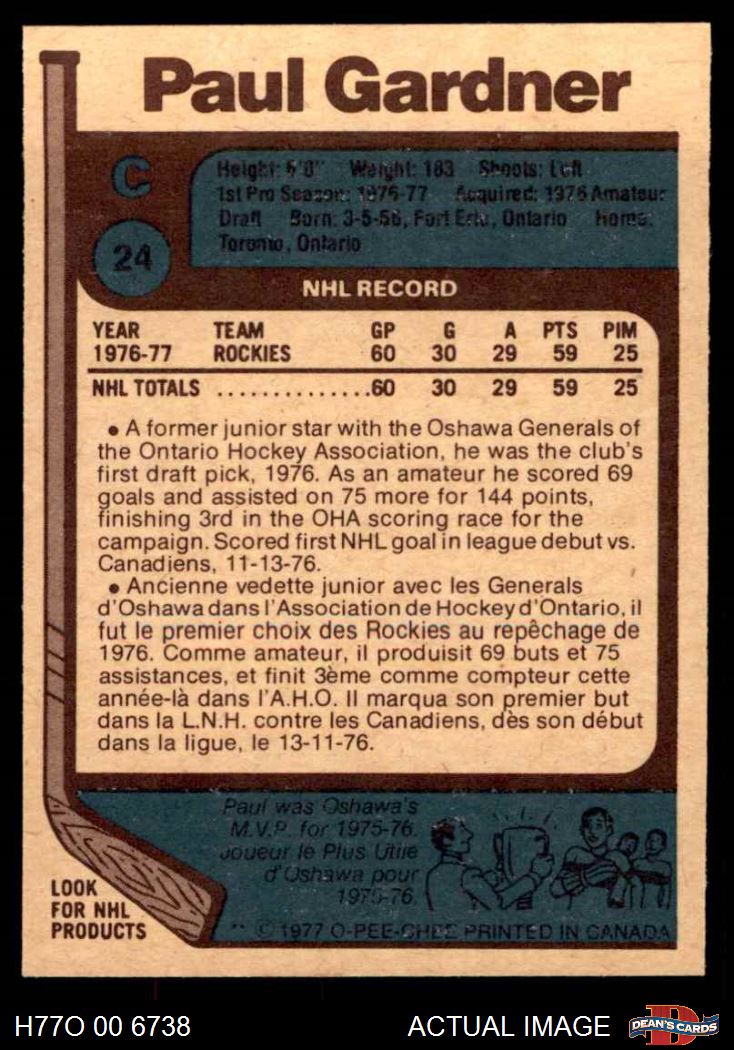 Paul Gardner
C
Height: 6'0" Weight: 183 Shoots: Left
1st Pro Season: 1976-77 Acquired: 1976 Amateur
Draft Born: 3-5-56, Fort Erie, Ontario Home:
Toronto, Ontario
24
NHL RECORD
YEAR TEAM GP G A PTS PIM
1976-77 ROCKIES 60 30 29 59 25
NHL TOTALS ...............60 30 29 59 25
• A former junior star with the Oshawa Generals of
the Ontario Hockey Association, he was the club's
first draft pick, 1976. As an amateur he scored 69
goals and assisted on 75 more for 144 points,
finishing 3rd in the OHA scoring race for the
campaign. Scored first NHL goal in league debut vs.
Canadiens, 11-13-76.
• Ancienne vedette junior avec les Generals
d'Oshawa dans l'Association de Hockey d'Ontario, il
fut le premier choix des Rockies au repêchage de
1976. Comme amateur, il produisit 69 buts et 75
assistances, et finit 3ème comme compteur cette
année-là dans l'A.H.O. Il marqua son premier but
dans la L.N.H. contre les Canadiens, dès son début
dans la ligue, le 13-11-76.
Paul was Oshawa's
M.V.P. for 1975-76.
Joueur le Plus Utile
d'Oshawa pour
1975-76.
LOOK
FOR NHL
PRODUCTS
** © 1977 O-PEE-CHEE PRINTED IN CANADA
H77O 00 6738 ACTUAL IMAGE DEAN'S CARDS